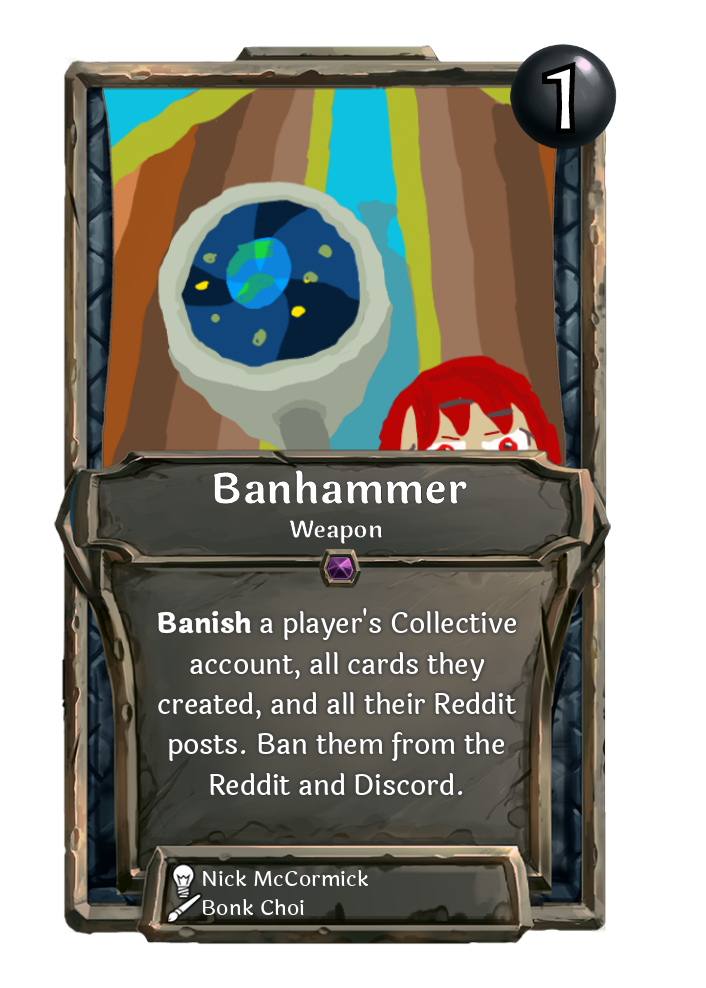 1
Banhammer
Weapon
Banish a player's Collective
account, all cards they
created, and all their Reddit
posts. Ban them from the
Reddit and Discord.
Nick McCormick
Bonk Choi